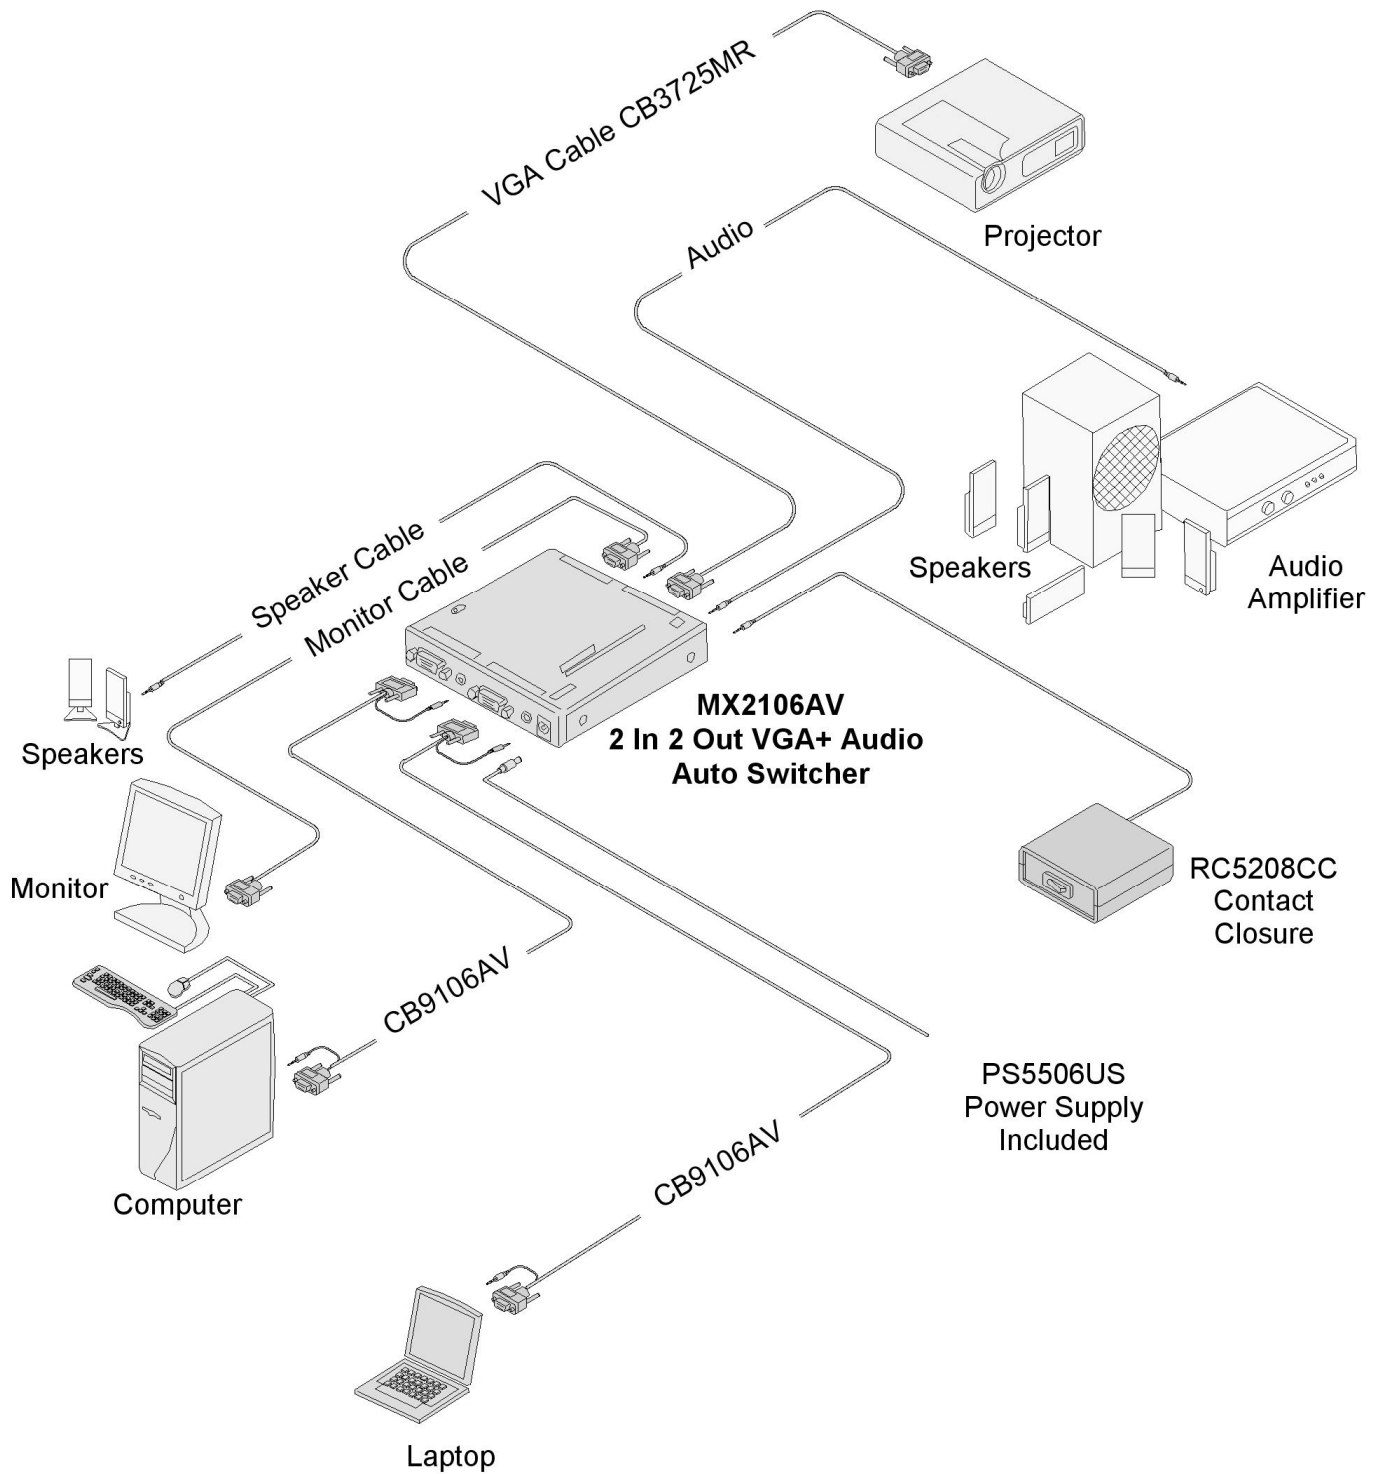 VGA Cable CB3725MR
Projector
Audio
Speakers
Audio
Amplifier
Speaker Cable
Monitor Cable
MX2106AV
2 In 2 Out VGA+ Audio
Auto Switcher
Speakers
Monitor
RC5208CC
Contact
Closure
CB9106AV
PS5506US
Power Supply
Included
CB9106AV
Computer
Laptop